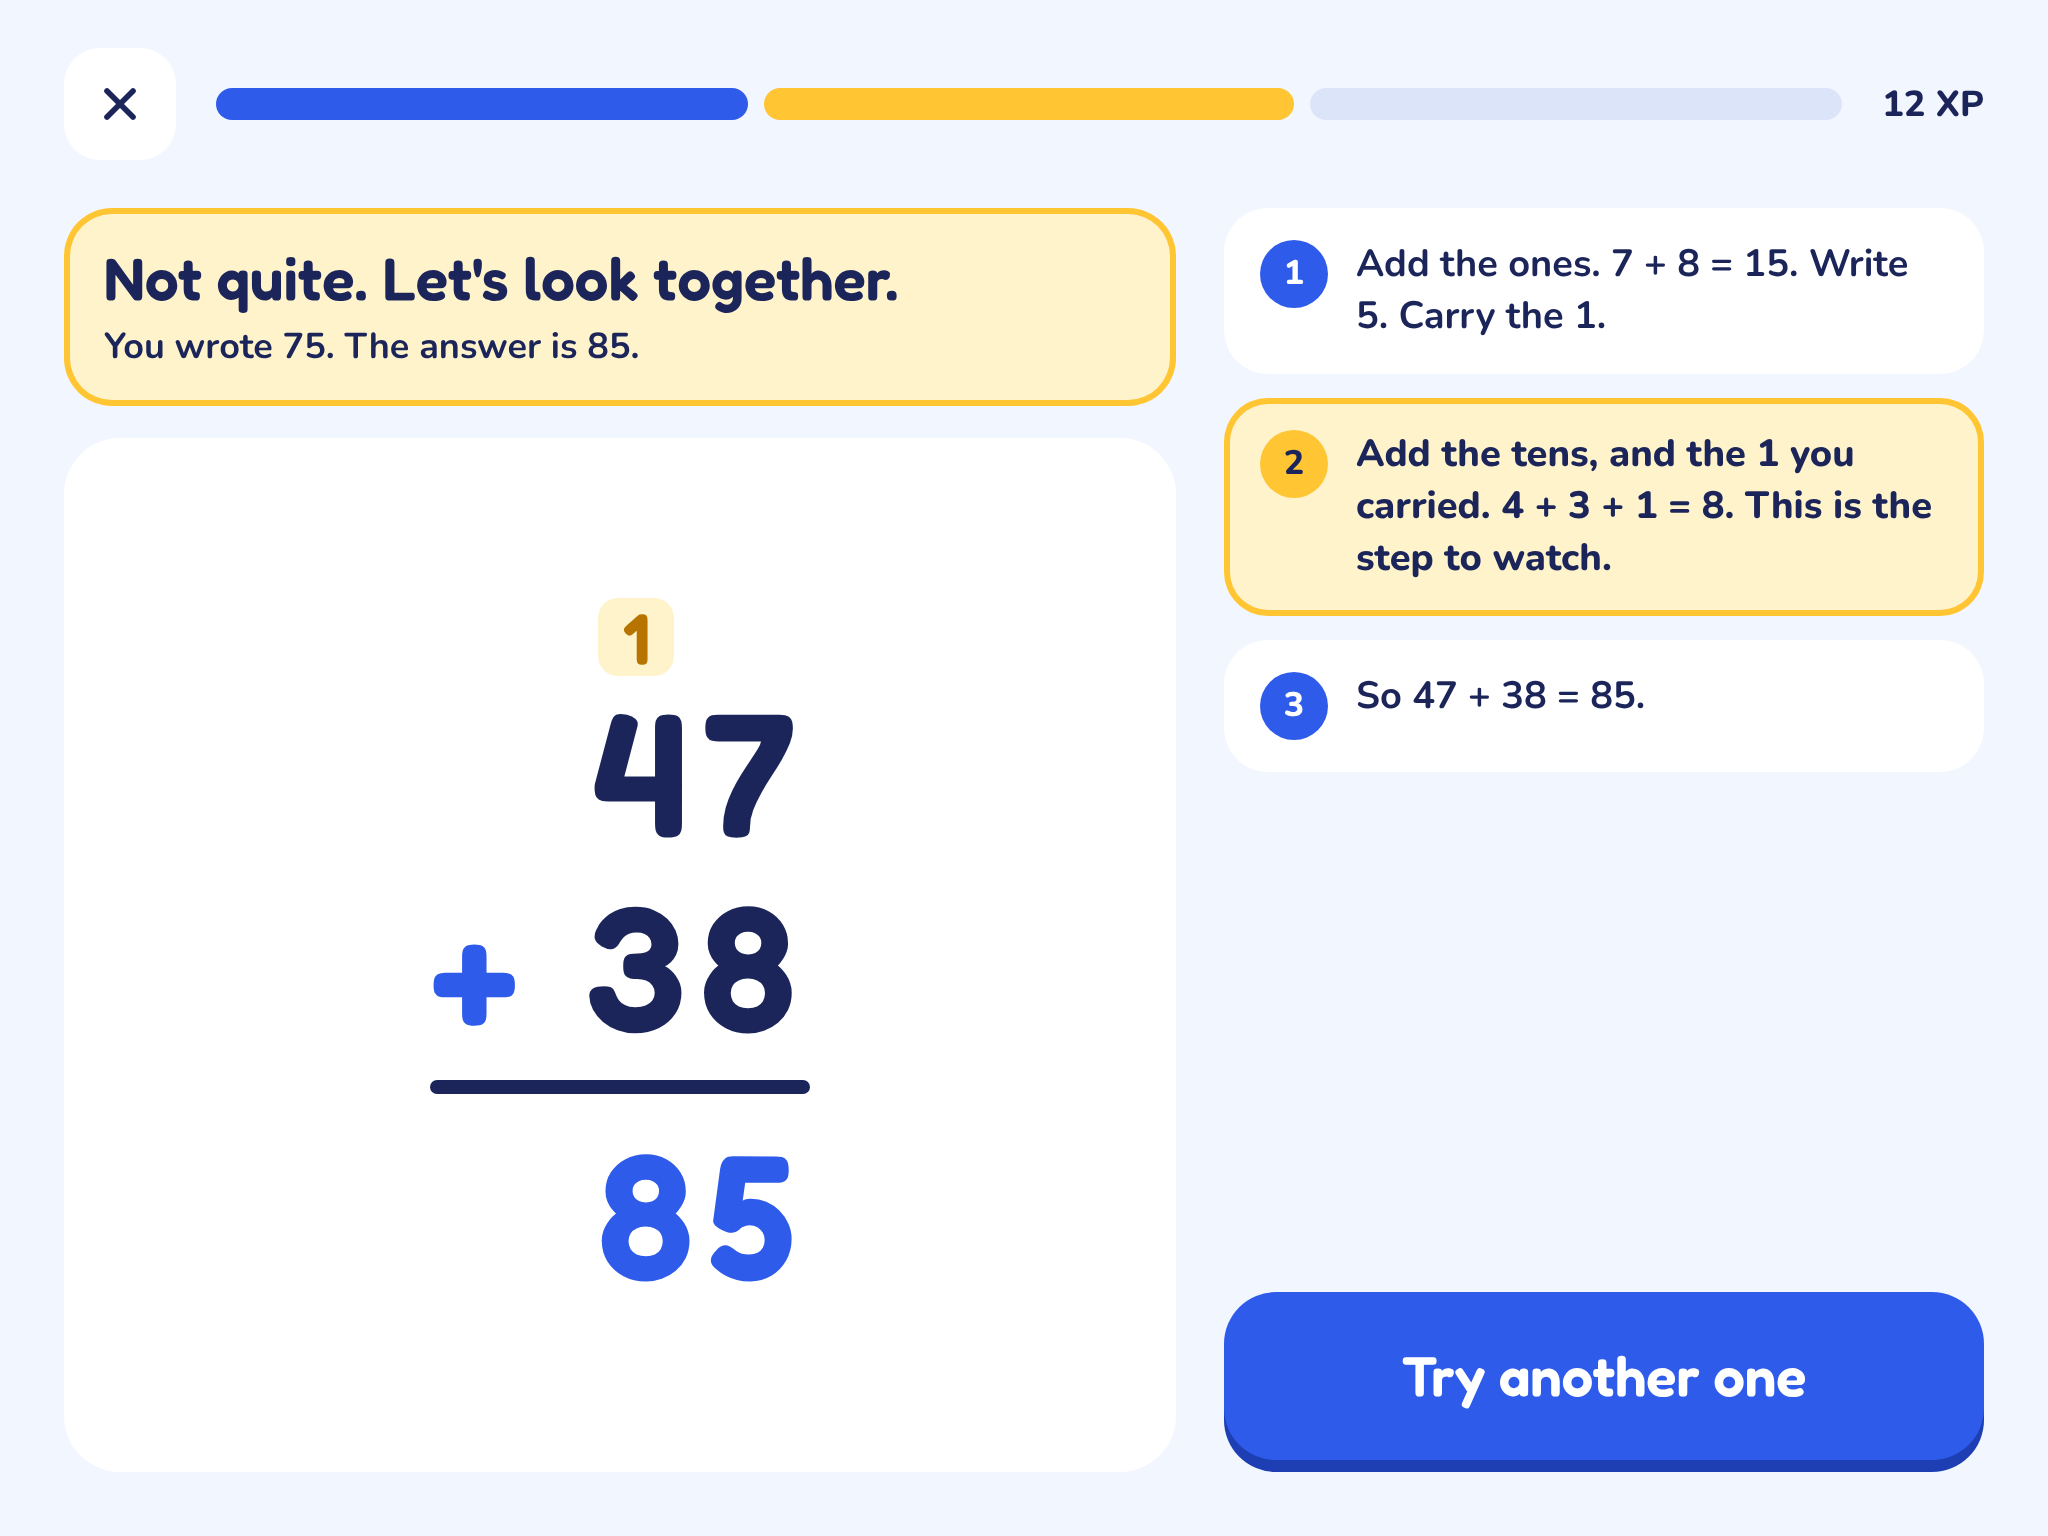 12 XP
Not quite. Let's look together.
You wrote 75. The answer is 85.
1
47
+ 38
85
1 Add the ones. 7 + 8 = 15. Write
5. Carry the 1.
2 Add the tens, and the 1 you
carried. 4 + 3 + 1 = 8. This is the
step to watch.
3 So 47 + 38 = 85.
Try another one